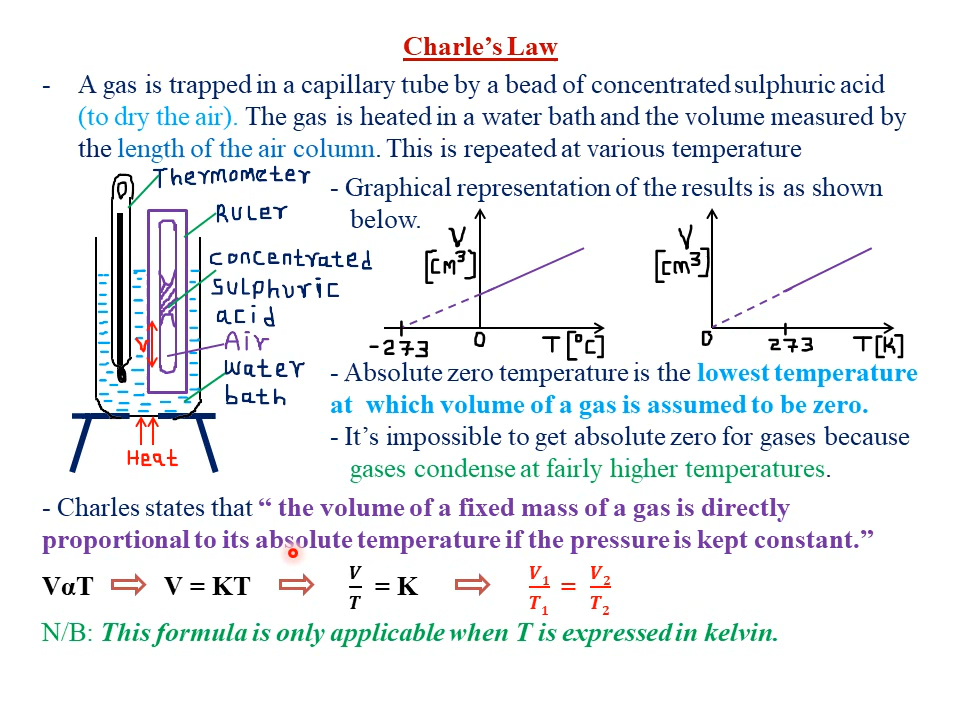 Charle's Law
- A gas is trapped in a capillary tube by a bead of concentrated sulphuric acid
(to dry the air). The gas is heated in a water bath and the volume measured by
the length of the air column. This is repeated at various temperature
Thermometer
Ruler
concentrated
sulphuric
acid
Air
V
water
bath
Heat
- Graphical representation of the results is as shown
below.
V
[cm³]
-273
0
T [°c]
V
[cm³]
0
273
T [K]
- Absolute zero temperature is the lowest temperature
at which volume of a gas is assumed to be zero.
- It's impossible to get absolute zero for gases because
gases condense at fairly higher temperatures.
- Charles states that “ the volume of a fixed mass of a gas is directly
proportional to its absolute temperature if the pressure is kept constant.”
VαT ⇨ V = KT ⇨ V/T = K ⇨ V₁/T₁ = V₂/T₂
N/B: This formula is only applicable when T is expressed in kelvin.